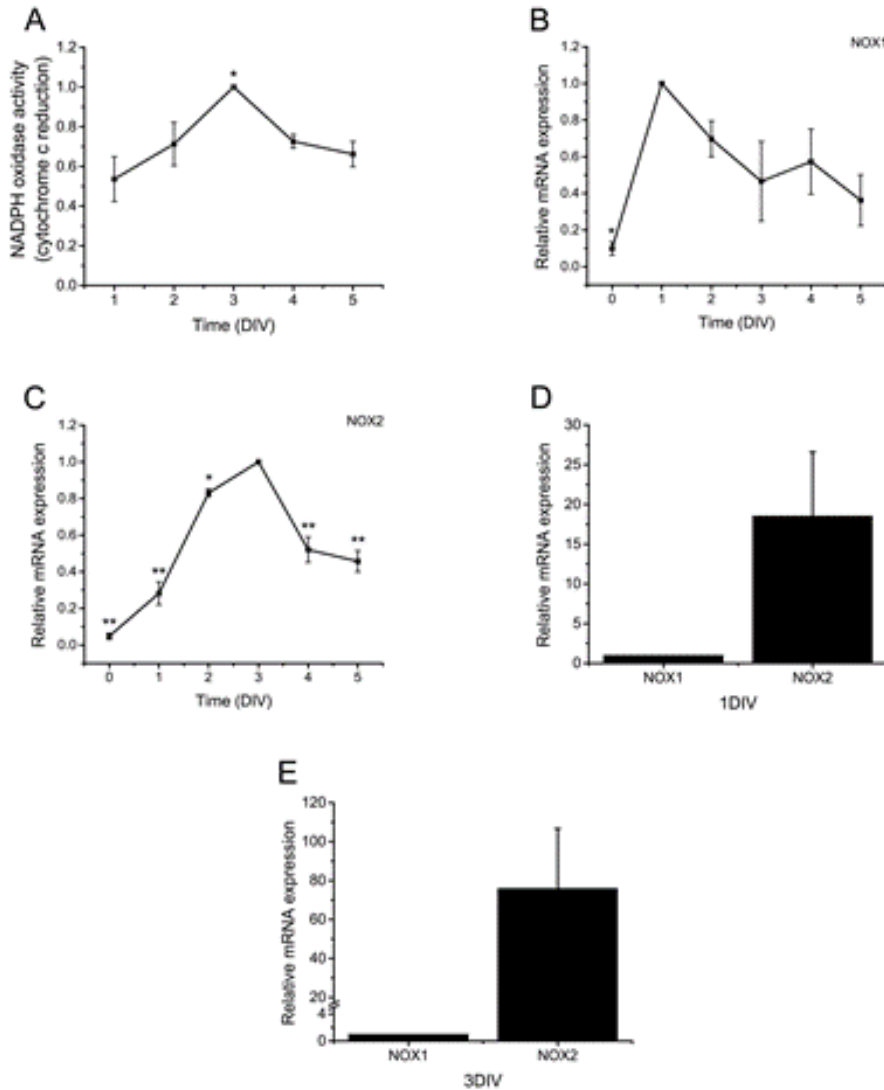 A
NADPH oxidase activity
(cytochrome c reduction)
1.2
1.0
0.8
0.6
0.4
0.2
0.0
*
1 2 3 4 5
Time (DIV)
B
NOX1
Relative mRNA expression
1.2
1.0
0.8
0.6
0.4
0.2
0.0
*
0 1 2 3 4 5
Time (DIV)
C
NOX2
Relative mRNA expression
1.2
1.0
0.8
0.6
0.4
0.2
0.0
** ** * ** **
0 1 2 3 4 5
Time (DIV)
D
Relative mRNA expression
30
25
20
15
10
5
0
NOX1 NOX2
1DIV
E
Relative mRNA expression
120
100
80
60
40
20
4
0
NOX1 NOX2
3DIV